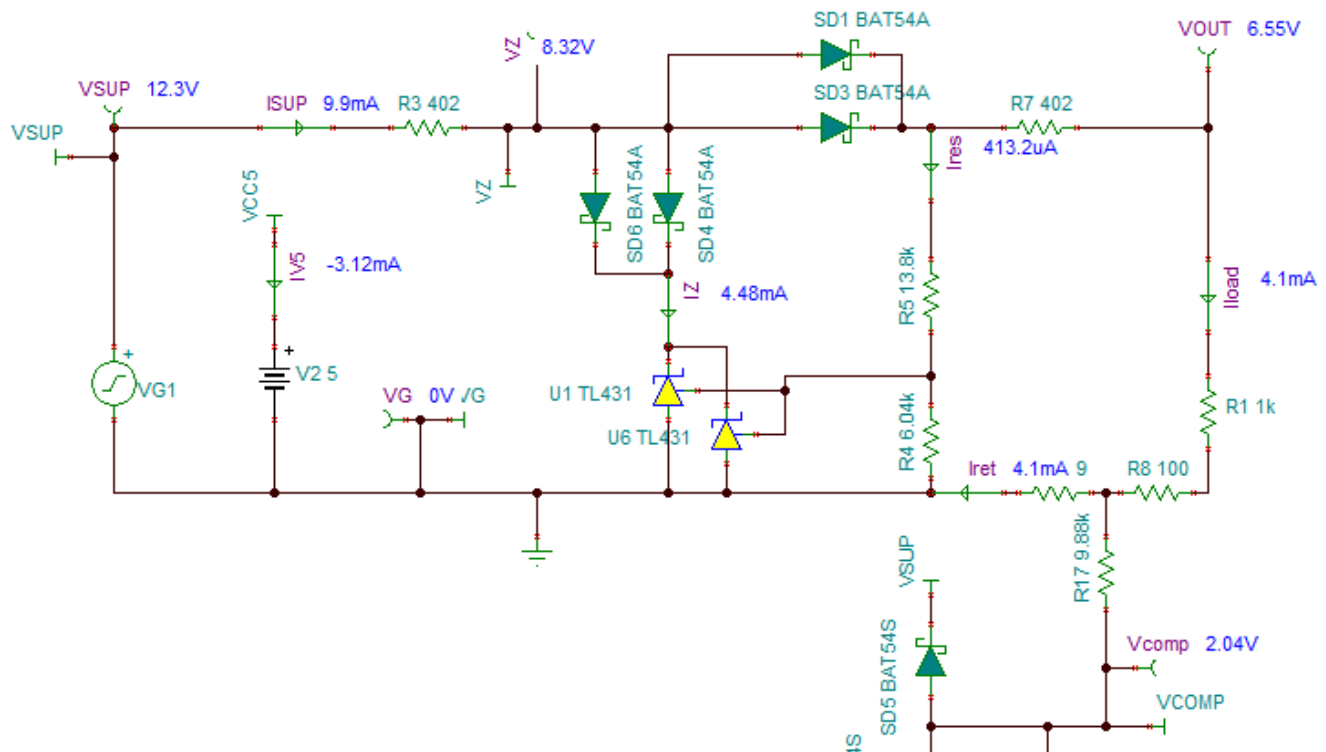 SD1 BAT54A
VOUT 6.55V
VZ 8.32V
VSUP 12.3V
ISUP 9.9mA
R3 402
SD3 BAT54A
R7 402
VSUP
Ires
413.2uA
VCC5
VZ
SD6 BAT54A
SD4 BAT54A
IV5 -3.12mA
IZ 4.48mA
R5 13.8k
Iload 4.1mA
+
+
VG1
V2 5
VG 0V /G
U1 TL431
U6 TL431
R4 6.04k
R1 1k
Iret 4.1mA 9
R8 100
VSUP
R17 9.88k
SD5 BAT54S
Vcomp 2.04V
VCOMP
4S